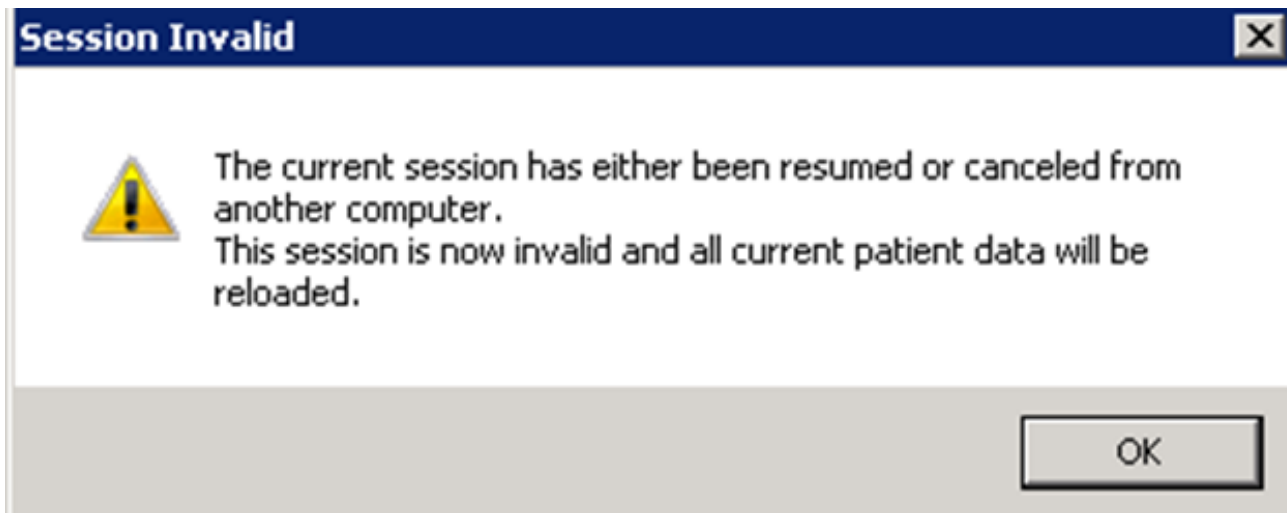 Session Invalid
The current session has either been resumed or canceled from
another computer.
This session is now invalid and all current patient data will be
reloaded.
OK